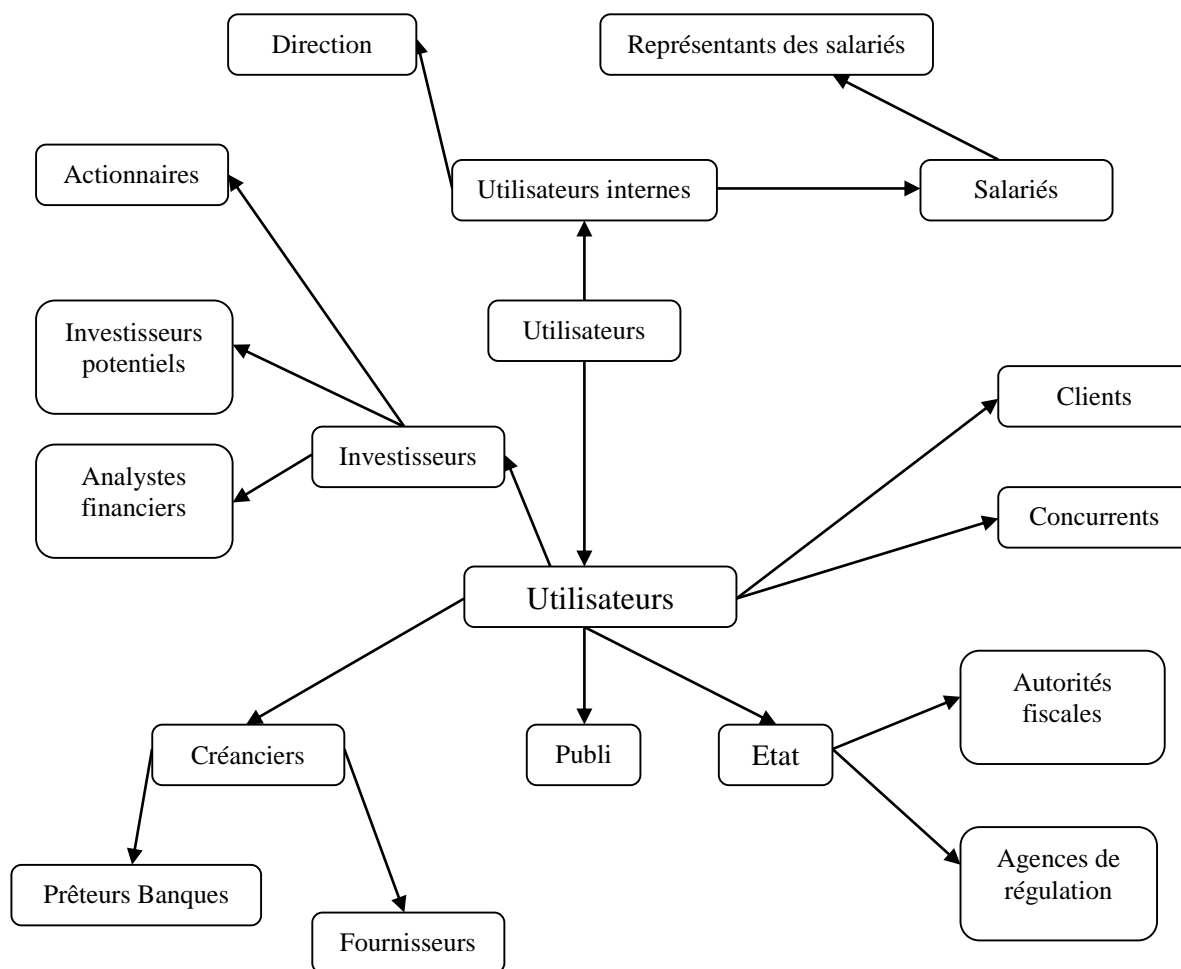 Direction
Représentants des salariés
Actionnaires
Utilisateurs internes
Salariés
Investisseurs
potentiels
Utilisateurs
Clients
Investisseurs
Analystes
financiers
Concurrents
Utilisateurs
Autorités
fiscales
Créanciers
Publi
Etat
Prêteurs Banques
Agences de
régulation
Fournisseurs